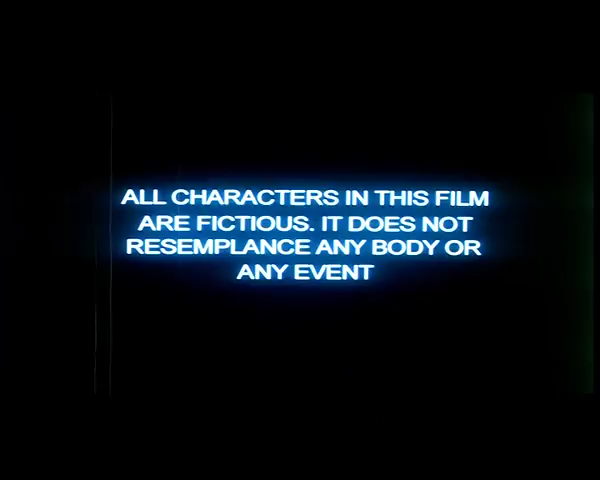 ALL CHARACTERS IN THIS FILM
ARE FICTIOUS. IT DOES NOT
RESEMPLANCE ANY BODY OR
ANY EVENT